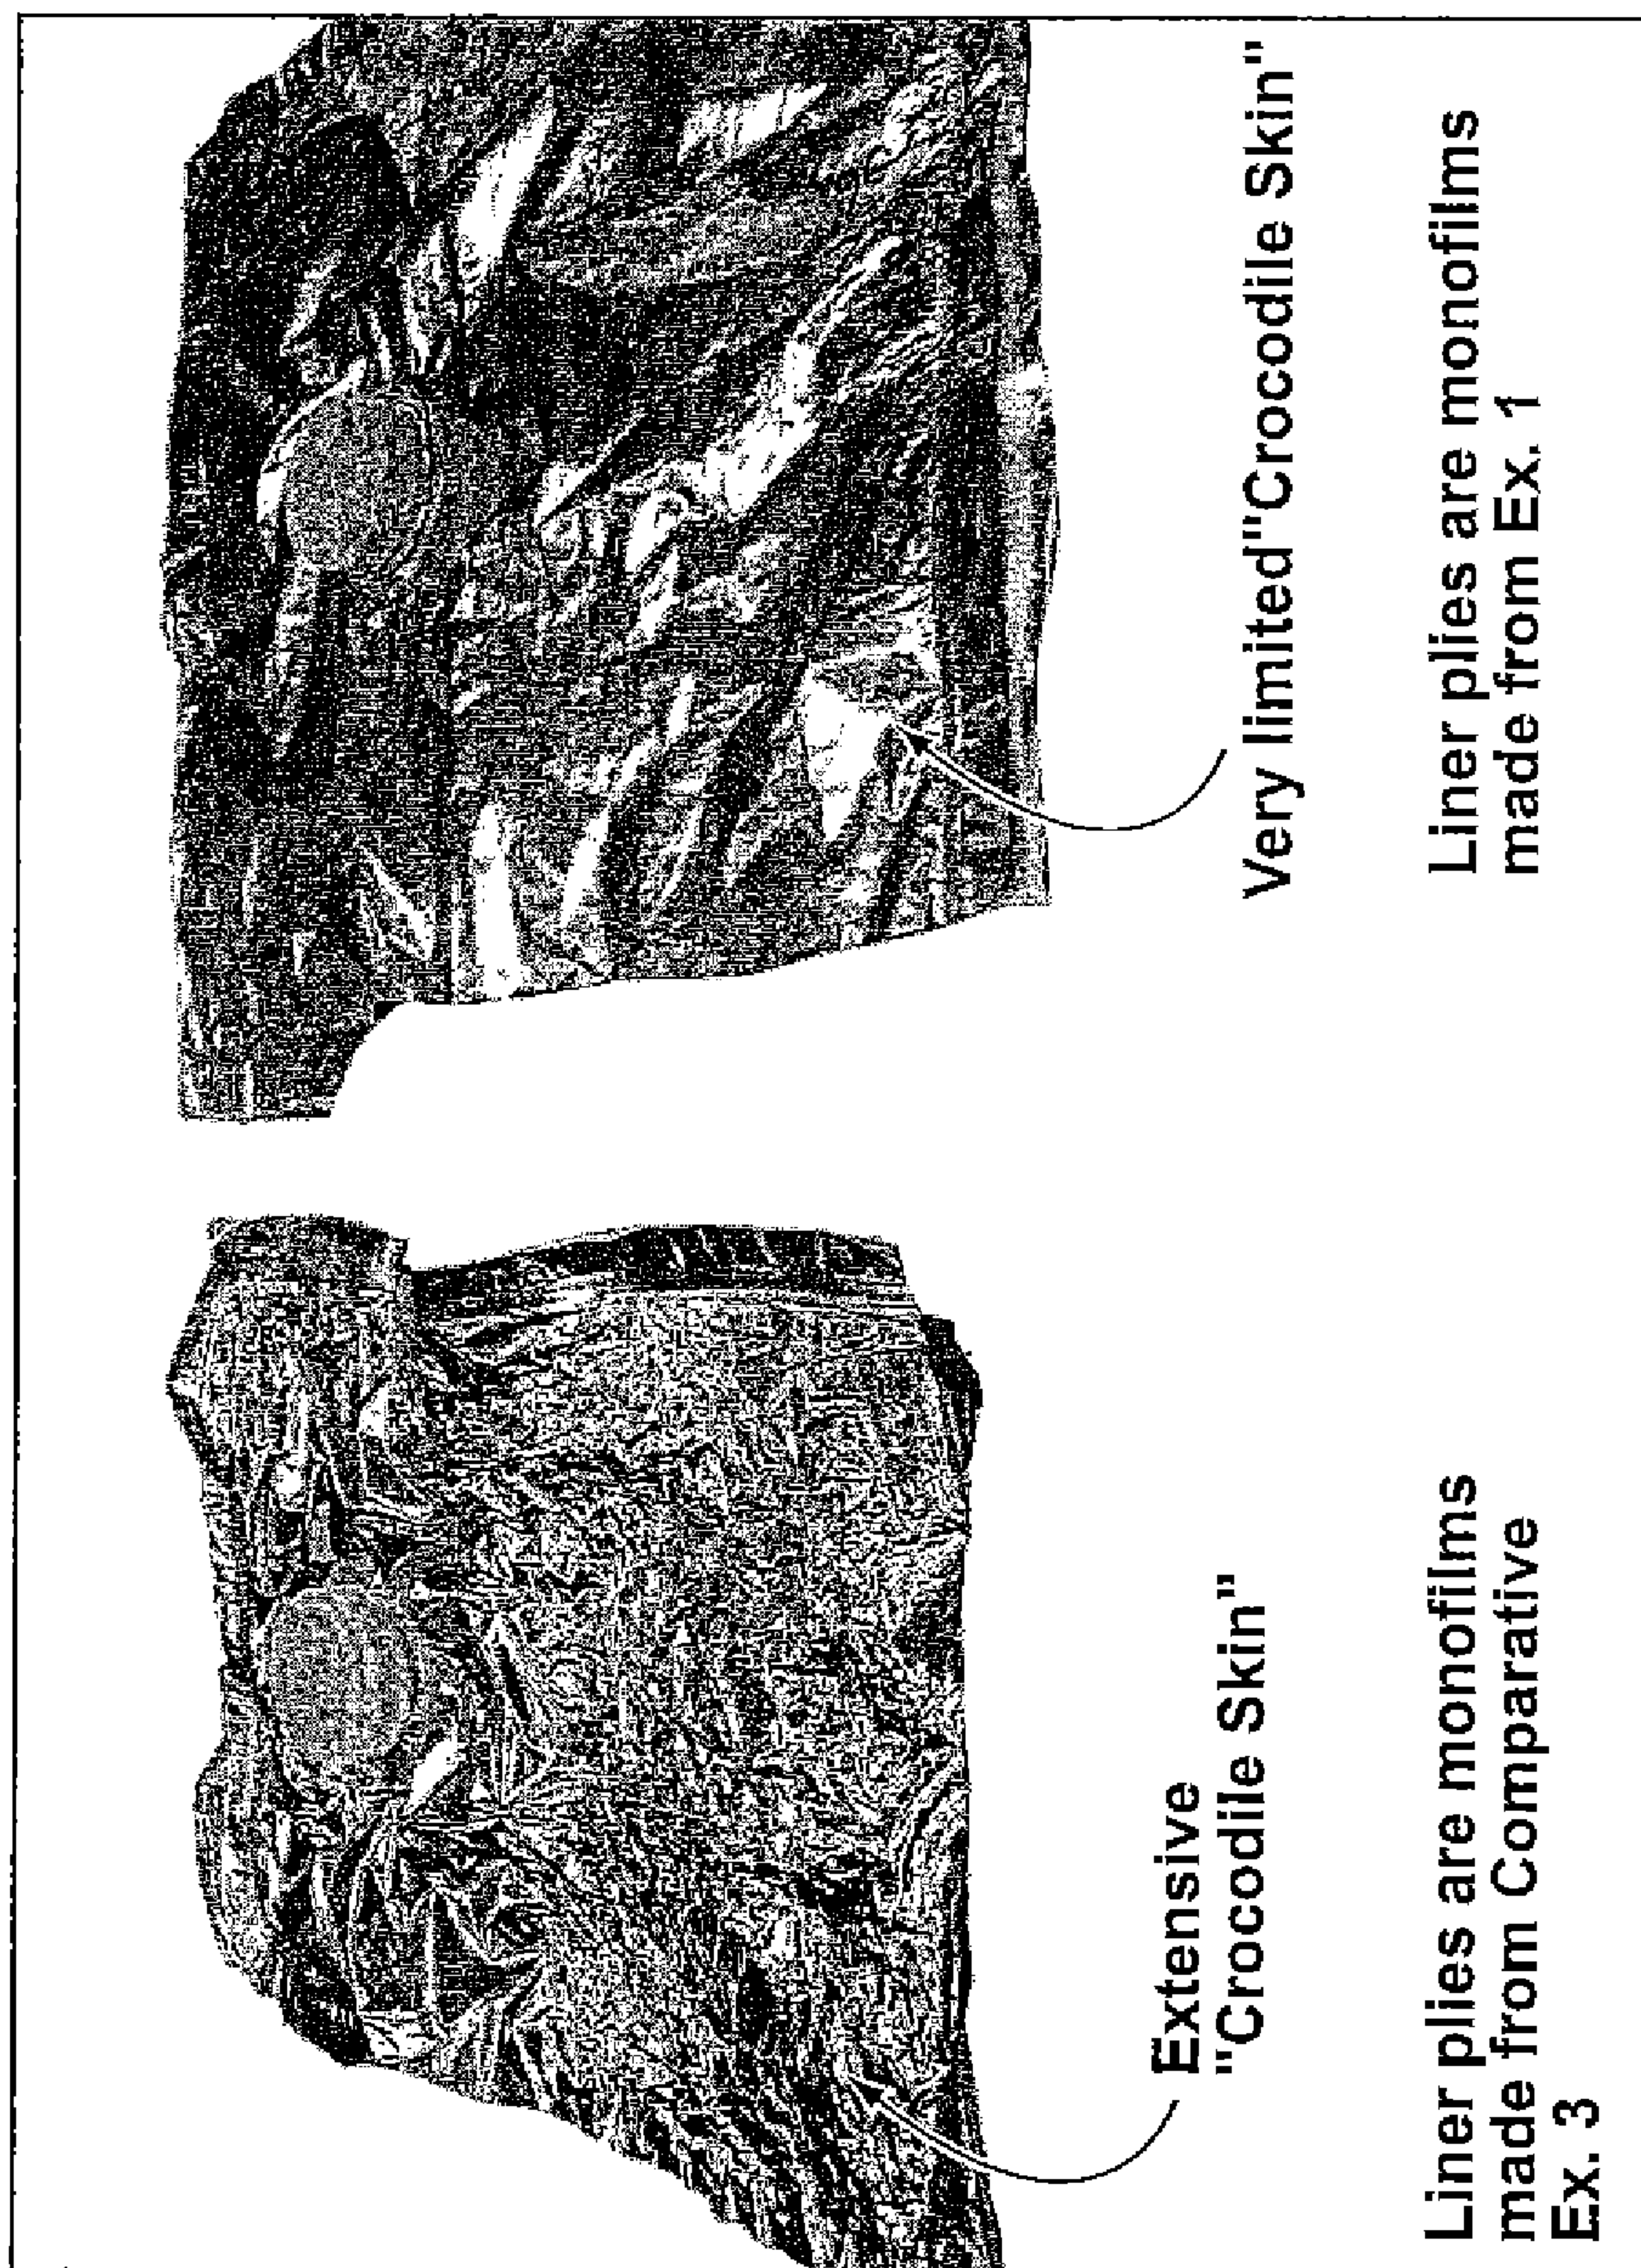 Extensive
"Crocodile Skin"
Liner plies are monofilms
made from Comparative
Ex. 3
Very limited"Crocodile Skin"
Liner plies are monofilms
made from Ex. 1